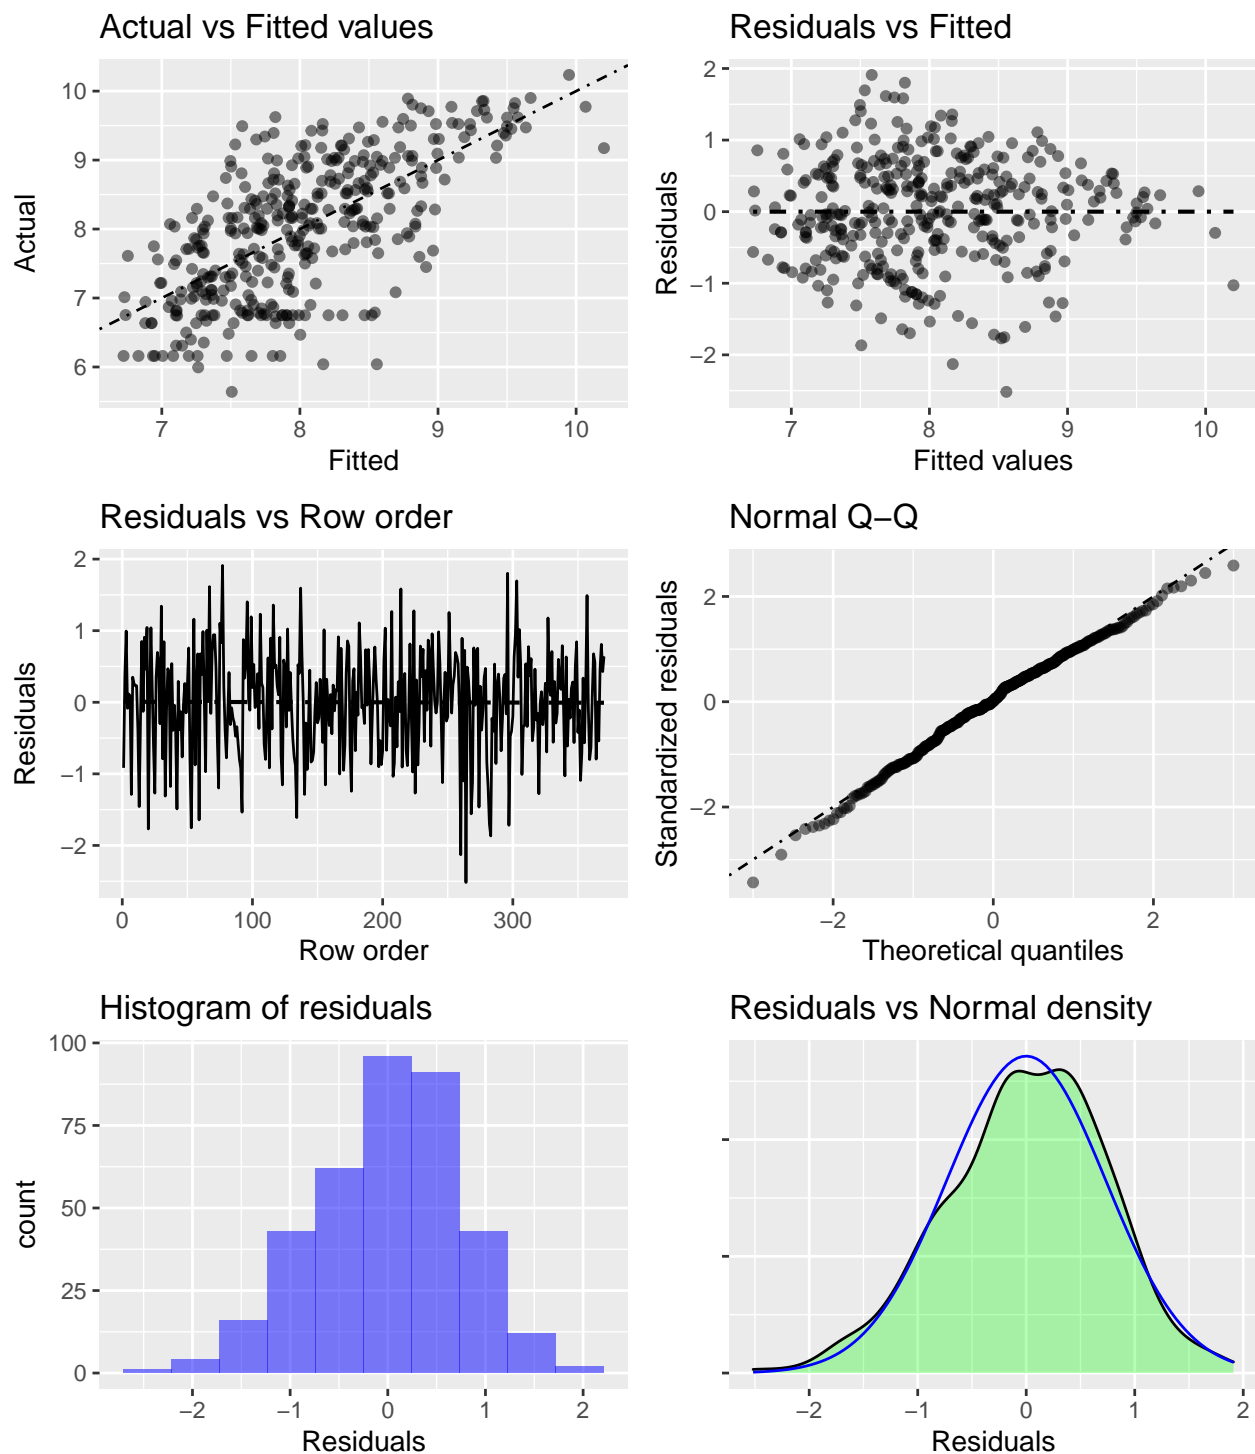 Actual vs Fitted values
10
9
8
7
6
Actual
7 8 9 10
Fitted
Residuals vs Fitted
2
1
0
−1
−2
Residuals
7 8 9 10
Fitted values
Residuals vs Row order
2
1
0
−1
−2
Residuals
0 100 200 300
Row order
Normal Q−Q
2
0
−2
Standardized residuals
−2 0 2
Theoretical quantiles
Histogram of residuals
100
75
50
25
0
count
−2 −1 0 1 2
Residuals
Residuals vs Normal density
−2 −1 0 1 2
Residuals